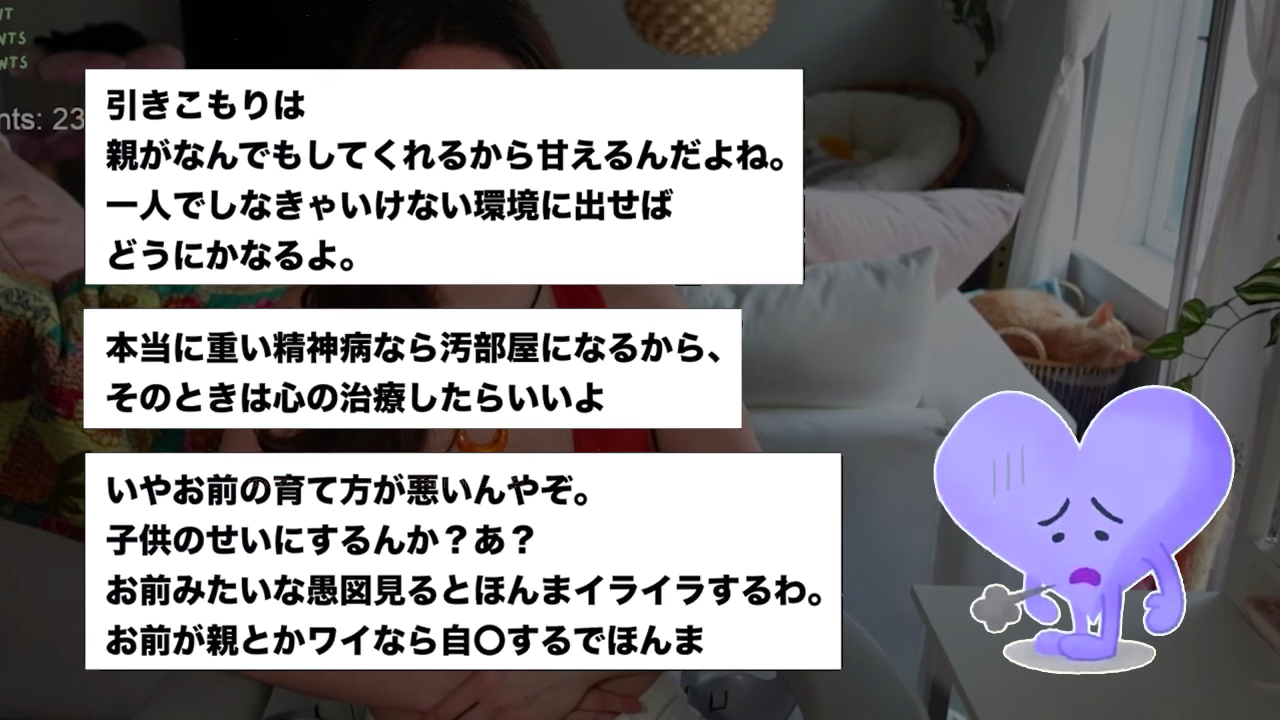 NT
NTS
NTS
nts: 23
引きこもりは
親がなんでもしてくれるから甘えるんだよね。
一人でしなきゃいけない環境に出せば
どうにかなるよ。
本当に重い精神病なら汚部屋になるから、
そのときは心の治療したらいいよ
いやお前の育て方が悪いんやぞ。
子供のせいにするんか？あ？
お前みたいな愚図見るとほんまイライラするわ。
お前が親とかワイなら自〇するでほんま